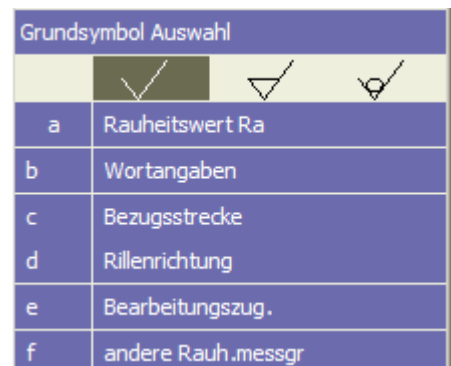 Grundsymbol Auswahl
a Rauheitswert Ra
b Wortangaben
c Bezugsstrecke
d Rillenrichtung
e Bearbeitungszug.
f andere Rauh.messgr